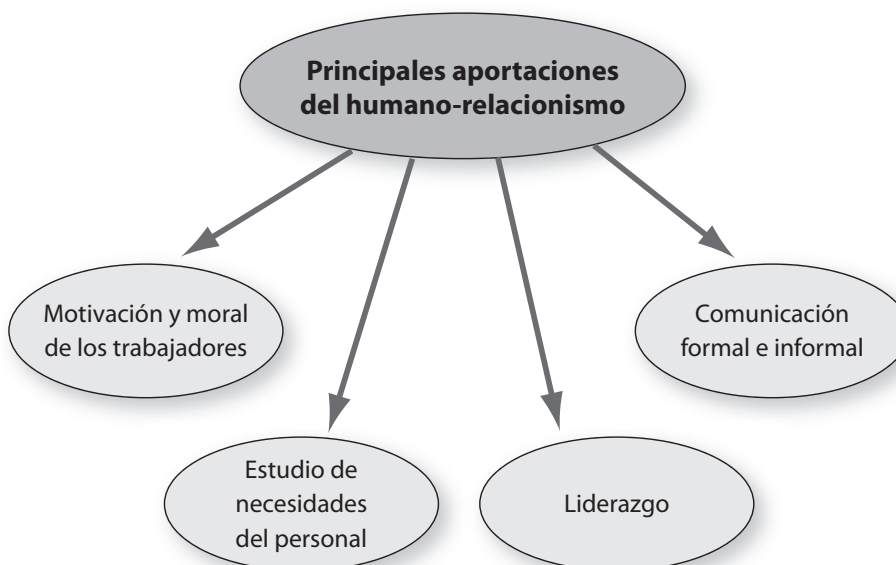 Principales aportaciones
del humano-relacionismo
Motivación y moral
de los trabajadores
Comunicación
formal e informal
Estudio de
necesidades
del personal
Liderazgo